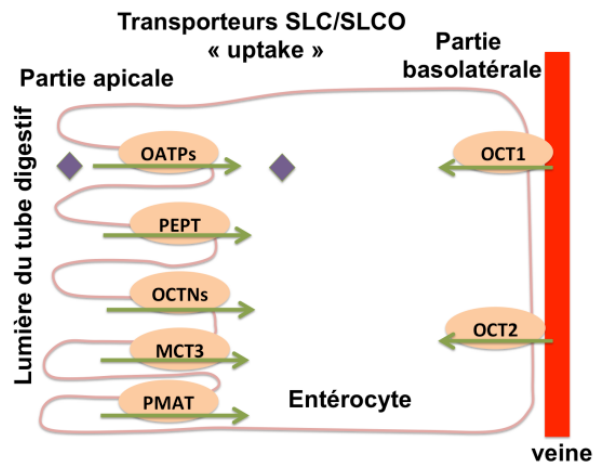 Transporteurs SLC/SLCO
« uptake »
Partie
basolatérale
Partie apicale
Lumière du tube digestif
OATPs
OCT1
PEPT
OCTNs
OCT2
MCT3
PMAT
Entérocyte
veine